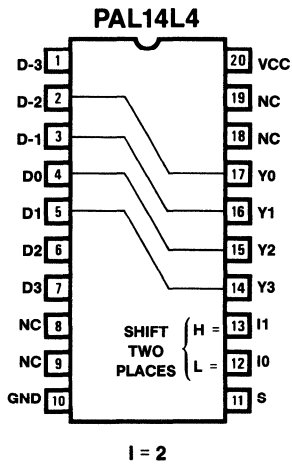 PAL14L4
D-3 1 20 VCC
D-2 2 19 NC
D-1 3 18 NC
D0 4 17 Y0
D1 5 16 Y1
D2 6 15 Y2
D3 7 14 Y3
NC 8 SHIFT H = 13 I1
TWO
NC 9 PLACES L = 12 I0
GND 10 11 S
I = 2